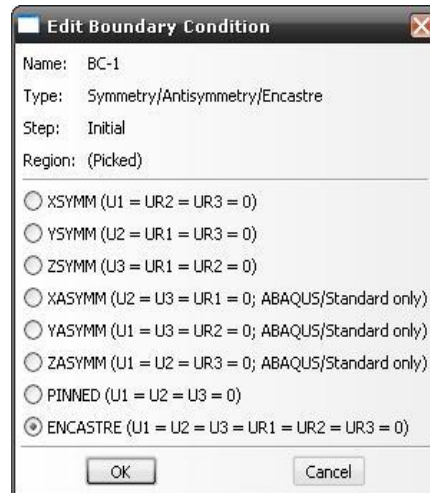 Edit Boundary Condition
Name: BC-1
Type: Symmetry/Antisymmetry/Encastre
Step: Initial
Region: (Picked)
XSYMM (U1 = UR2 = UR3 = 0)
YSYMM (U2 = UR1 = UR3 = 0)
ZSYMM (U3 = UR1 = UR2 = 0)
XASYMM (U2 = U3 = UR1 = 0; ABAQUS/Standard only)
YASYMM (U1 = U3 = UR2 = 0; ABAQUS/Standard only)
ZASYMM (U1 = U2 = UR3 = 0; ABAQUS/Standard only)
PINNED (U1 = U2 = U3 = 0)
ENCASTRE (U1 = U2 = U3 = UR1 = UR2 = UR3 = 0)
OK Cancel